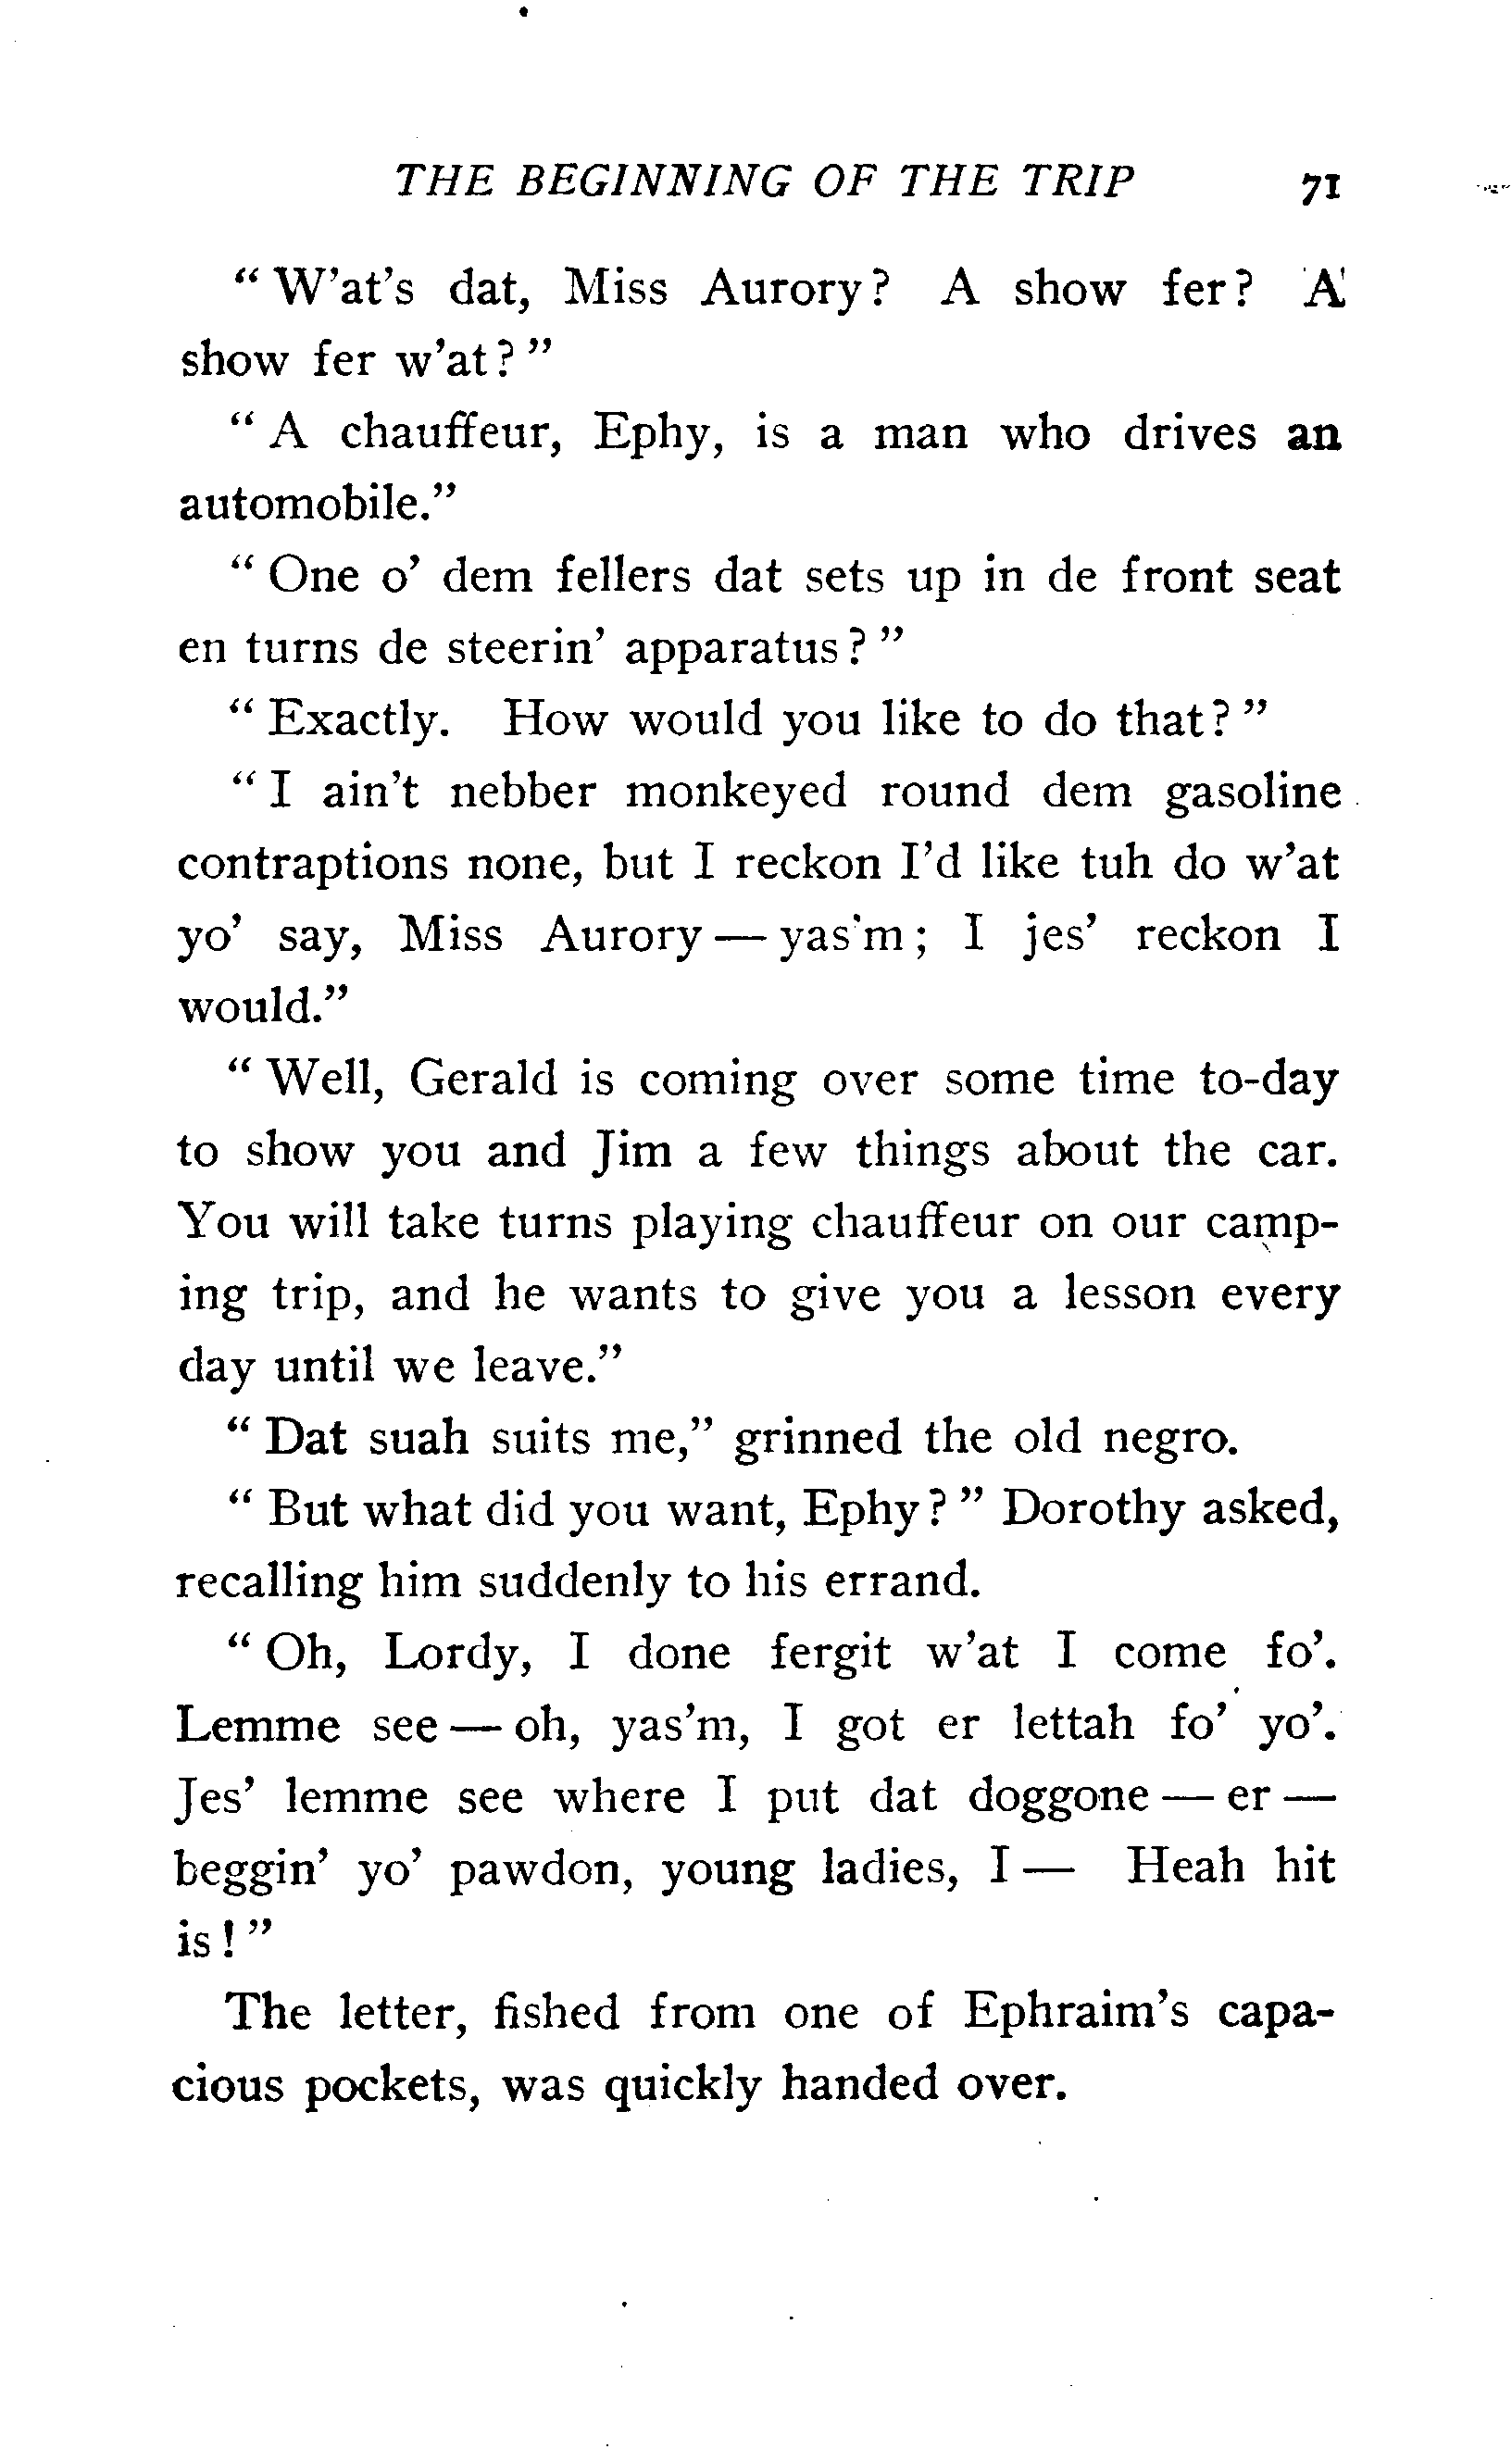 THE BEGINNING OF THE TRIP 71
" W'at's dat, Miss Aurory? A show fer? A
show fer w'at? "
" A chauffeur, Ephy, is a man who drives an
automobile."
" One o' dem fellers dat sets up in de front seat
en turns de steerin' apparatus? "
" Exactly. How would you like to do that? "
" I ain't nebber monkeyed round dem gasoline
contraptions none, but I reckon I'd like tuh do w'at
yo' say, Miss Aurory — yas'm; I jes' reckon I
would."
" Well, Gerald is coming over some time to-day
to show you and Jim a few things about the car.
You will take turns playing chauffeur on our camp-
ing trip, and he wants to give you a lesson every
day until we leave."
" Dat suah suits me," grinned the old negro.
" But what did you want, Ephy? " Dorothy asked,
recalling him suddenly to his errand.
" Oh, Lordy, I done fergit w'at I come fo'.
Lemme see — oh, yas'm, I got er lettah fo' yo'.
Jes' lemme see where I put dat doggone — er —
beggin' yo' pawdon, young ladies, I — Heah hit
is! "
The letter, fished from one of Ephraim's capa-
cious pockets, was quickly handed over.